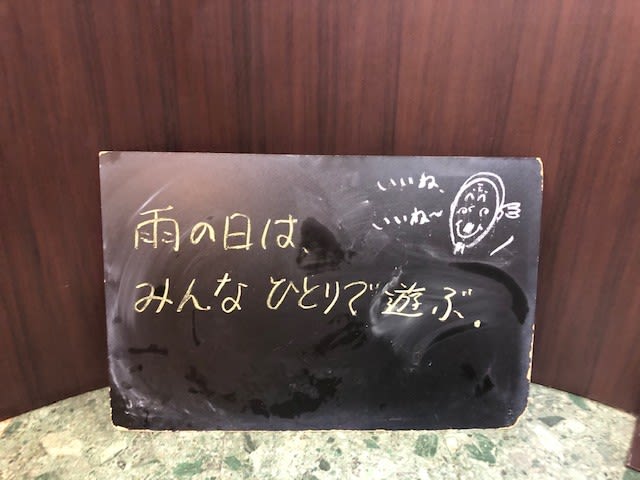 雨の日は、
みんなひとりで遊ぶ.
いいね、
いいね〜